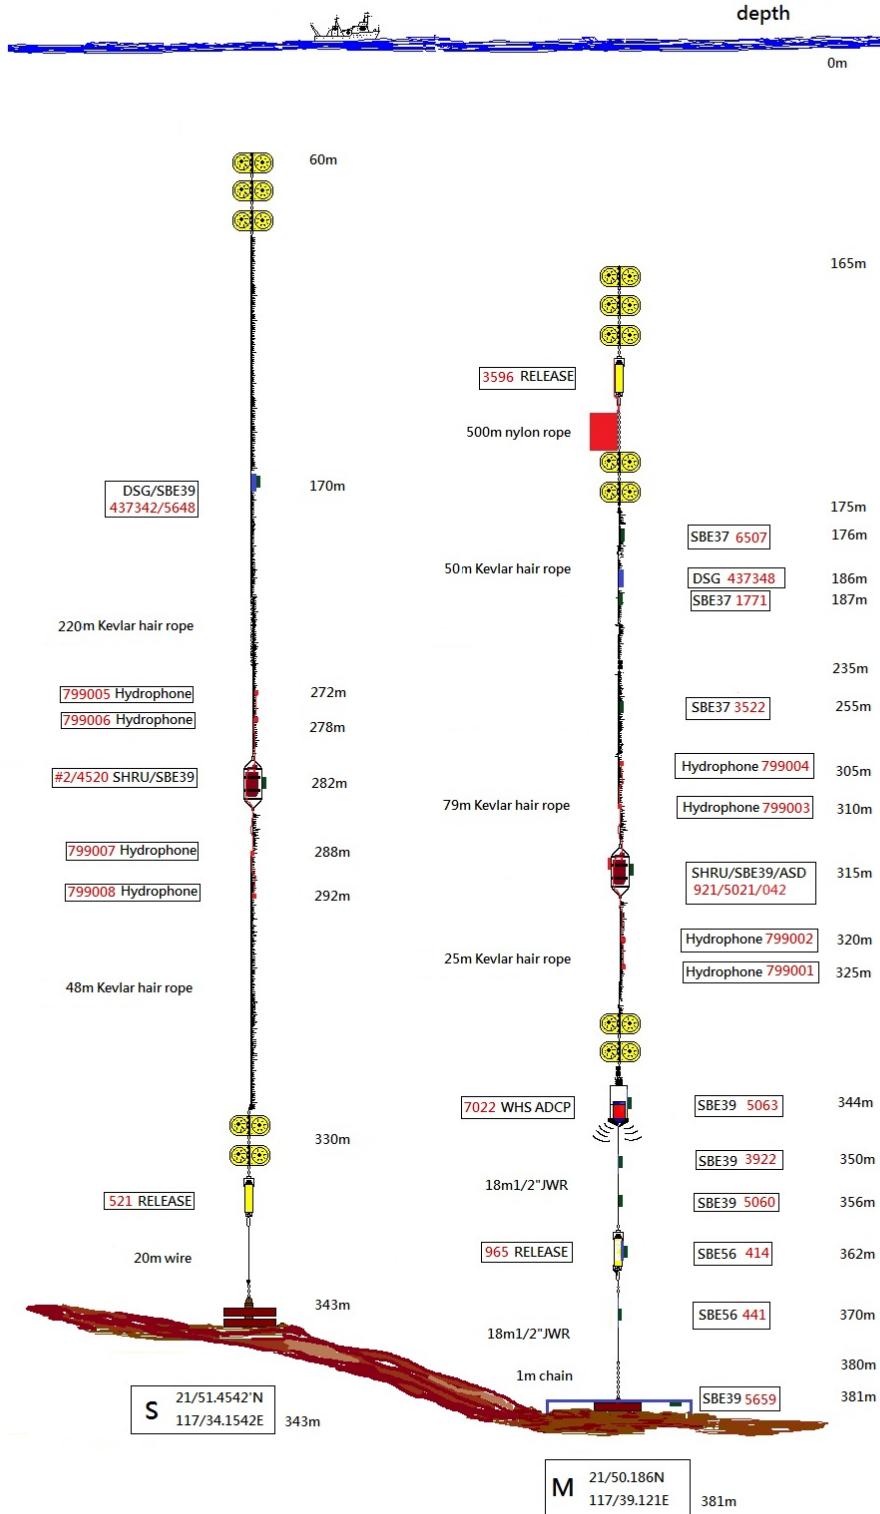 depth
0m
60m
165m
3596 RELEASE
500m nylon rope
DSG/SBE39
437342/5648
170m
175m
SBE37 6507
176m
50m Kevlar hair rope
DSG 437348
186m
SBE37 1771
187m
220m Kevlar hair rope
235m
799005 Hydrophone
272m
SBE37 3522
255m
799006 Hydrophone
278m
Hydrophone 799004
305m
#2/4520 SHRU/SBE39
282m
79m Kevlar hair rope
Hydrophone 799003
310m
799007 Hydrophone
288m
SHRU/SBE39/ASD
921/5021/042
315m
799008 Hydrophone
292m
Hydrophone 799002
320m
25m Kevlar hair rope
Hydrophone 799001
325m
48m Kevlar hair rope
7022 WHS ADCP
SBE39 5063
344m
330m
SBE39 3922
350m
18m1/2"JWR
521 RELEASE
SBE39 5060
356m
20m wire
965 RELEASE
SBE56 414
362m
343m
SBE56 441
370m
18m1/2"JWR
380m
1m chain
SBE39 5659
381m
S
21/51.4542'N
117/34.1542E
343m
M
21/50.186N
117/39.121E
381m